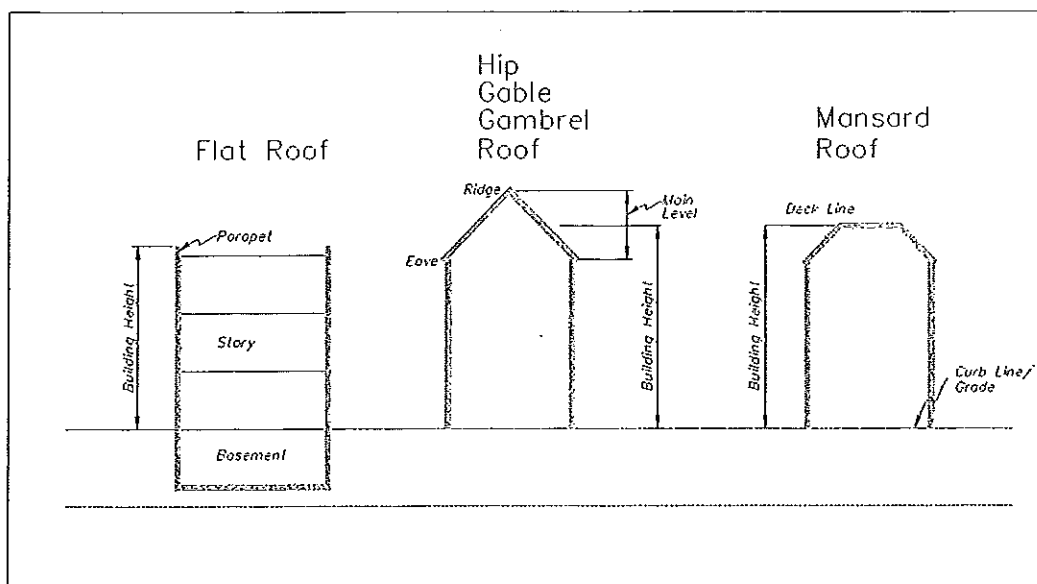 Flat Roof
Hip
Gable
Gambrel
Roof
Mansard
Roof
Parapet
Building Height
Story
Basement
Ridge
Eave
Main
Level
Building Height
Deck Line
Building Height
Curb Line/
Grade